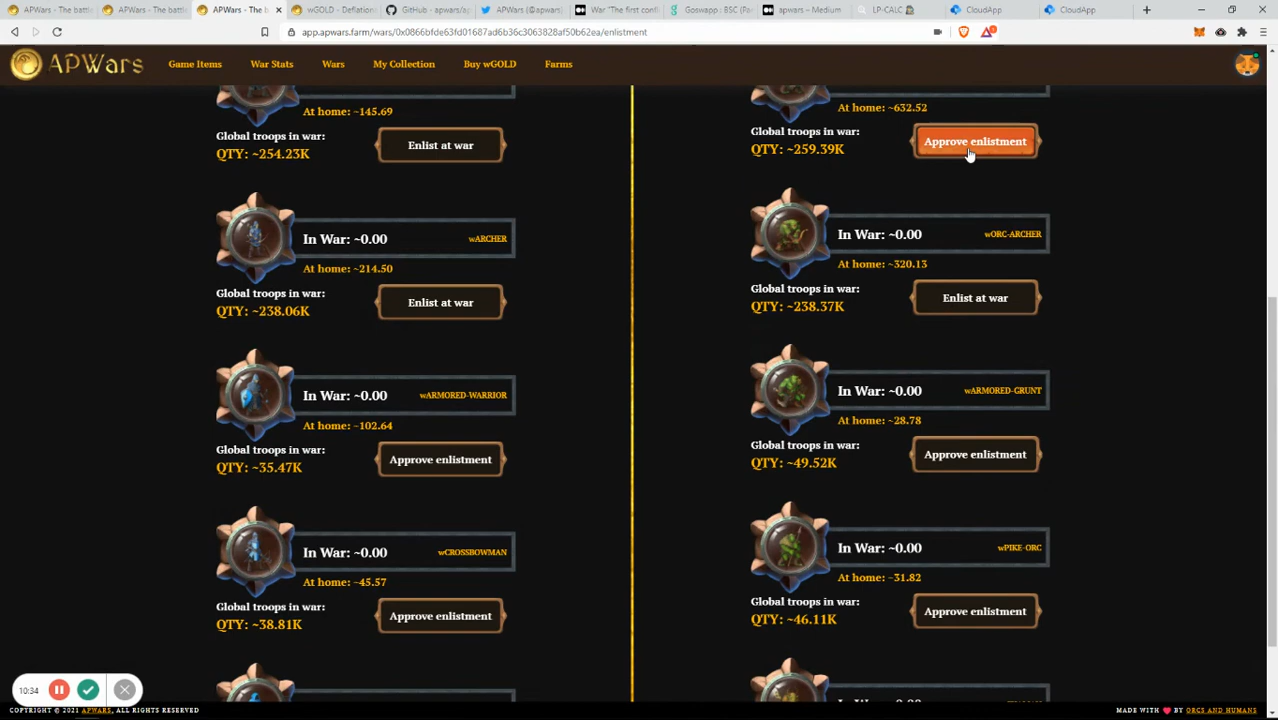 APWars - The battl
APWars - The battl
APWars - The b
wGOLD - Deflation
GitHub - apwars/ap
APWars (@apwars
War "The first confl
Goswapp : BSC (Pan
apwars – Medium
LP-CALC
CloudApp
CloudApp
app.apwars.farm/wars/0x0866bfde63fd01687ad6b36c3063828af50b62ea/enlistment
APWARS
Game Items
War Stats
Wars
My Collection
Buy wGOLD
Farms
At home: ~145.69
Global troops in war:
QTY: ~254.23K
Enlist at war
At home: ~632.52
Global troops in war:
QTY: ~259.39K
Approve enlistment
In War: ~0.00
wARCHER
At home: ~214.50
Global troops in war:
QTY: ~238.06K
Enlist at war
In War: ~0.00
wORC-ARCHER
At home: ~320.13
Global troops in war:
QTY: ~238.37K
Enlist at war
In War: ~0.00
wARMORED-WARRIOR
At home: ~102.64
Global troops in war:
QTY: ~35.47K
Approve enlistment
In War: ~0.00
wARMORED-GRUNT
At home: ~28.78
Global troops in war:
QTY: ~49.52K
Approve enlistment
In War: ~0.00
wCROSSBOWMAN
At home: ~45.57
Global troops in war:
QTY: ~38.81K
Approve enlistment
In War: ~0.00
wPIKE-ORC
At home: ~31.82
Global troops in war:
QTY: ~46.11K
Approve enlistment
10:34
COPYRIGHT © 2021 APWARS, ALL RIGHTS RESERVED
MADE WITH ❤ BY ORCS AND HUMANS